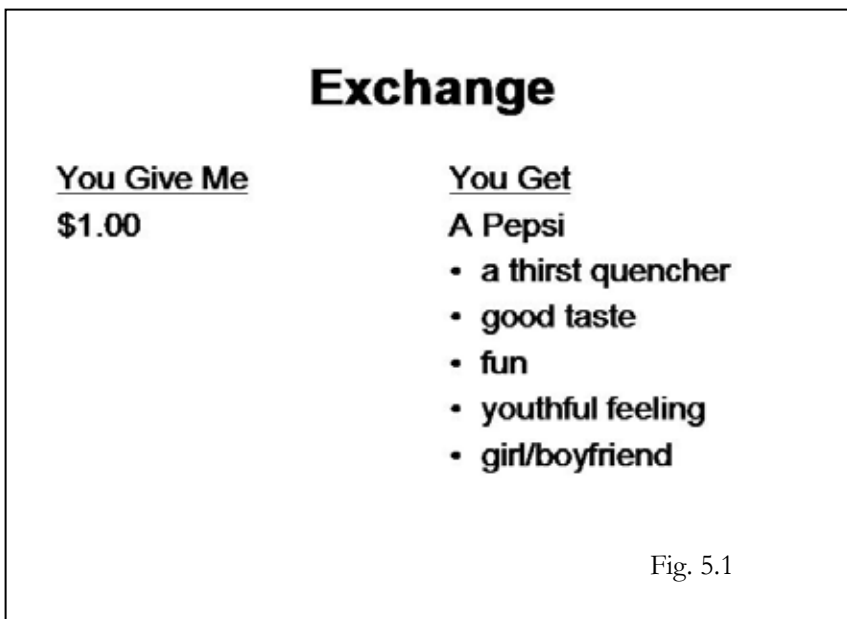 Exchange
You Give Me
$1.00
You Get
A Pepsi
• a thirst quencher
• good taste
• fun
• youthful feeling
• girl/boyfriend
Fig. 5.1